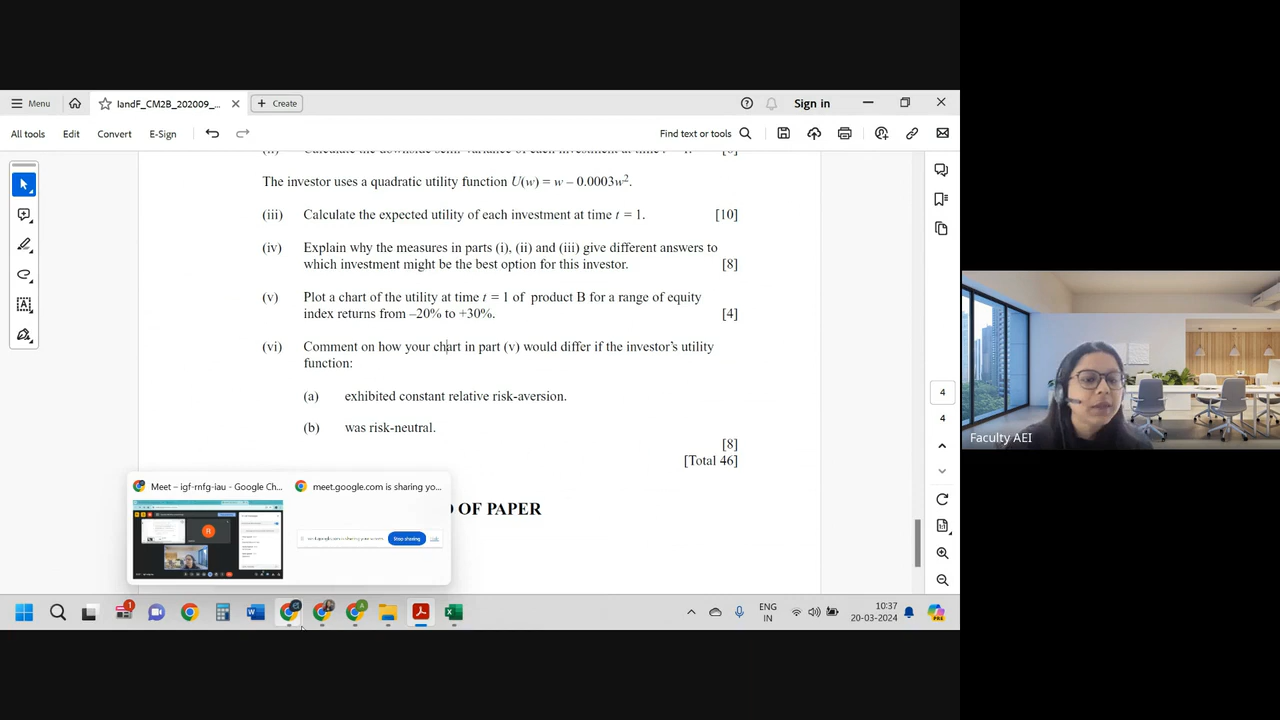 Menu
IandF_CM2B_202009_...
Create
Sign in
All tools
Edit
Convert
E-Sign
Find text or tools
The investor uses a quadratic utility function U(w) = w – 0.0003w².
(iii) Calculate the expected utility of each investment at time t = 1. [10]
(iv) Explain why the measures in parts (i), (ii) and (iii) give different answers to
which investment might be the best option for this investor. [8]
(v) Plot a chart of the utility at time t = 1 of product B for a range of equity
index returns from –20% to +30%. [4]
(vi) Comment on how your chart in part (v) would differ if the investor's utility
function:
(a) exhibited constant relative risk-aversion.
(b) was risk-neutral.
[8]
[Total 46]
OF PAPER
4
4
Meet – igf-rnfg-iau - Google Ch...
meet.google.com is sharing yo...
Stop sharing
Faculty AEI
1
ENG
IN
10:37
20-03-2024
PRE